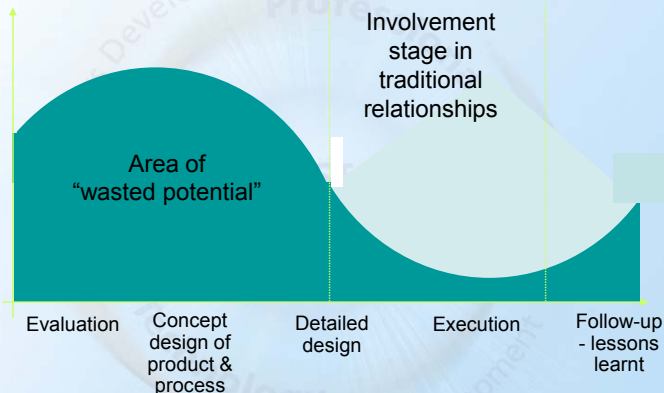 Involvement
stage in
traditional
relationships
Area of
“wasted potential”
Evaluation
Concept
design of
product &
process
Detailed
design
Execution
Follow-up
- lessons
learnt